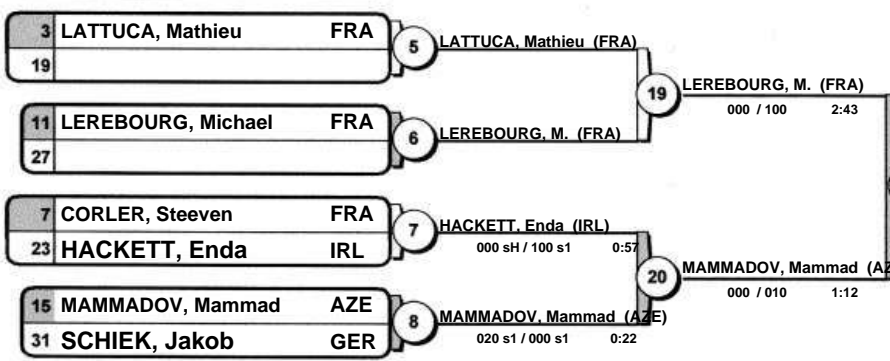 3 LATTUCA, Mathieu FRA
19
5
LATTUCA, Mathieu (FRA)
19
LEREBOURG, M. (FRA)
000 / 100 2:43
11 LEREBOURG, Michael FRA
27
6
LEREBOURG, M. (FRA)
7 CORLER, Steeven FRA
23 HACKETT, Enda IRL
7
HACKETT, Enda (IRL)
000 sH / 100 s1 0:57
20
MAMMADOV, Mammad (AZ
000 / 010 1:12
15 MAMMADOV, Mammad AZE
31 SCHIEK, Jakob GER
8
MAMMADOV, Mammad (AZE)
020 s1 / 000 s1 0:22